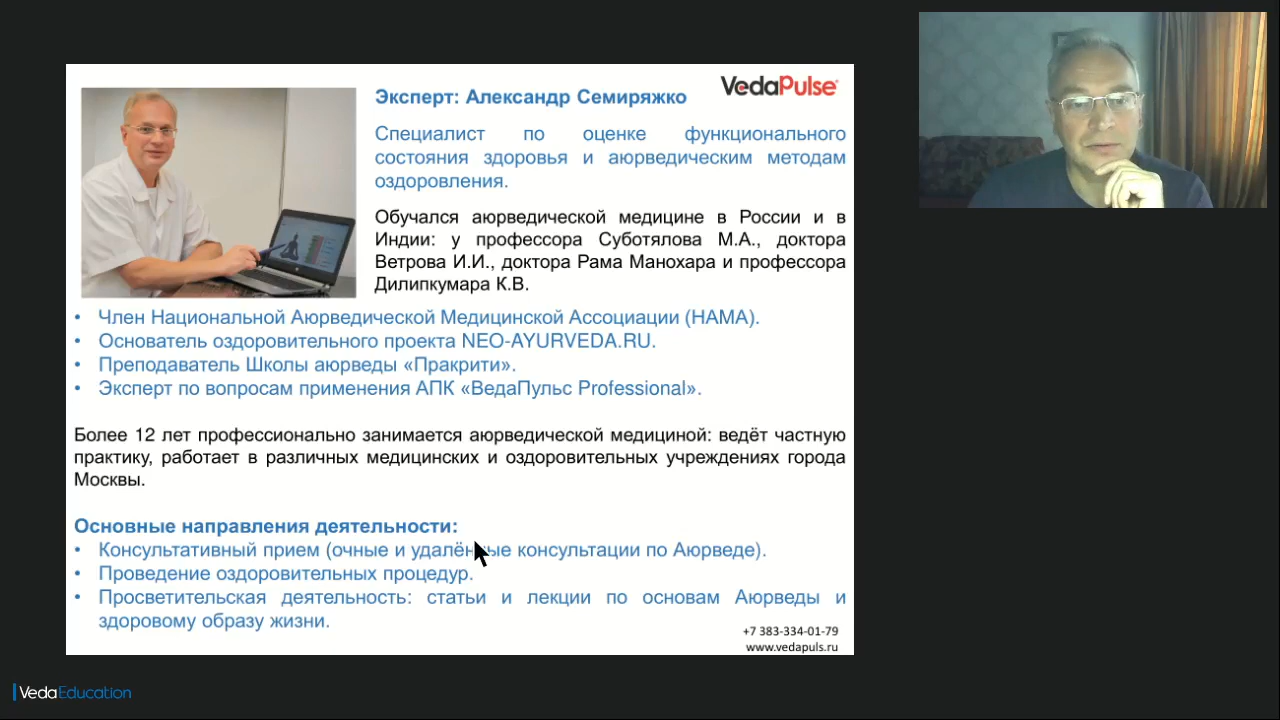 VedaPulse
Эксперт: Александр Семиряжко
Специалист по оценке функционального
состояния здоровья и аюрведическим методам
оздоровления.
Обучался аюрведической медицине в России и в
Индии: у профессора Суботялова М.А., доктора
Ветрова И.И., доктора Рама Манохара и профессора
Дилипкумара К.В.
• Член Национальной Аюрведической Медицинской Ассоциации (НАМА).
• Основатель оздоровительного проекта NEO-AYURVEDA.RU.
• Преподаватель Школы аюрведы «Пракрити».
• Эксперт по вопросам применения АПК «ВедаПульс Professional».
Более 12 лет профессионально занимается аюрведической медициной: ведёт частную
практику, работает в различных медицинских и оздоровительных учреждениях города
Москвы.
Основные направления деятельности:
• Консультативный прием (очные и удалённые консультации по Аюрведе).
• Проведение оздоровительных процедур.
• Просветительская деятельность: статьи и лекции по основам Аюрведы и
здоровому образу жизни.
+7 383-334-01-79
www.vedapuls.ru
VedaEducation